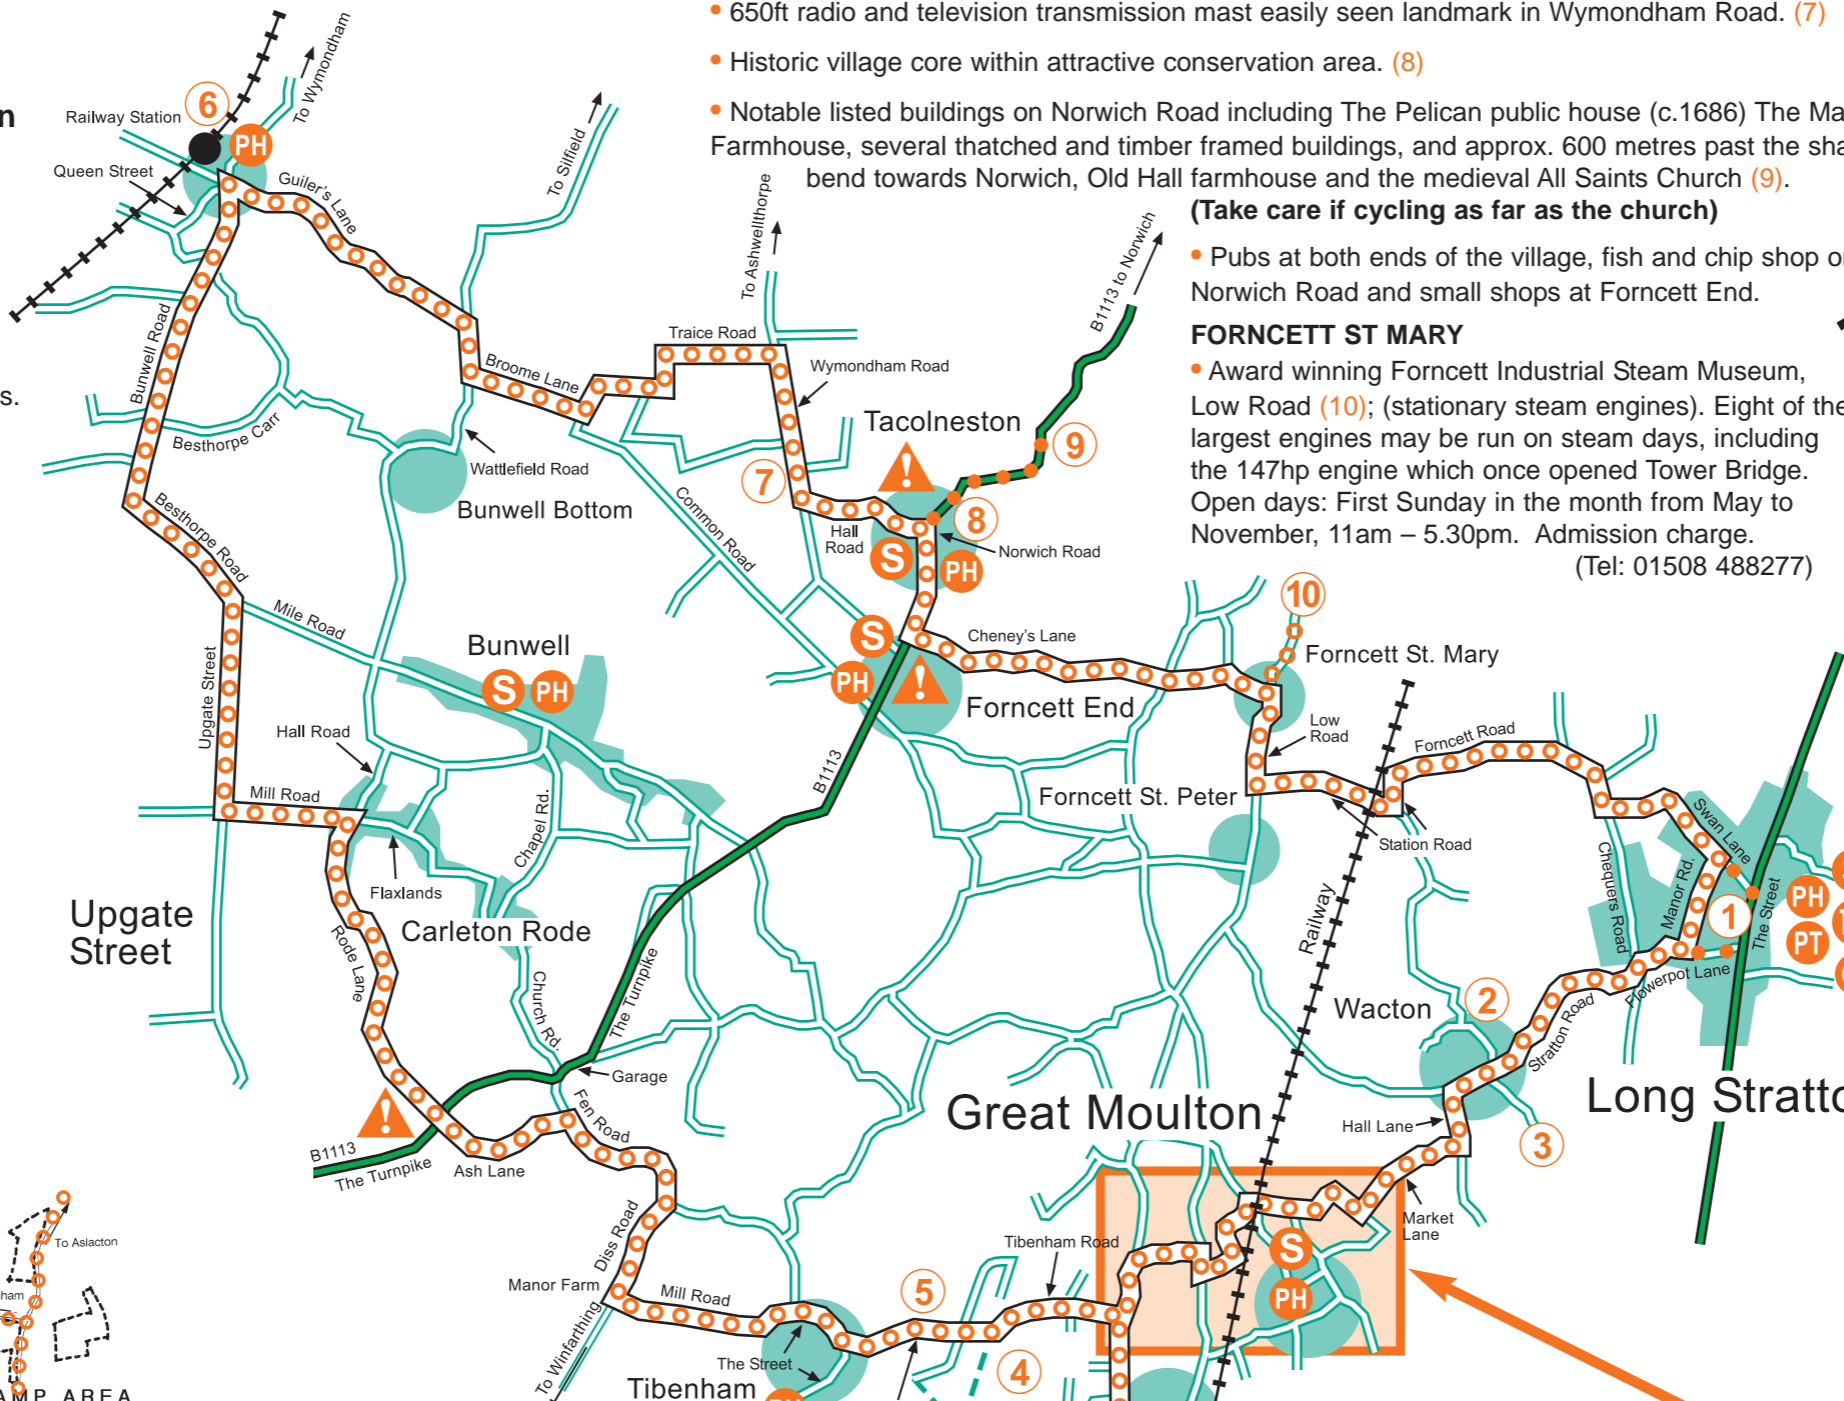 650ft radio and television transmission mast easily seen landmark in Wymondham Road. (7)
Historic village core within attractive conservation area. (8)
Notable listed buildings on Norwich Road including The Pelican public house (c.1686) The
Farmhouse, several thatched and timber framed buildings, and approx. 600 metres past the
bend towards Norwich, Old Hall farmhouse and the medieval All Saints Church (9).
(Take care if cycling as far as the church)
Pubs at both ends of the village, fish and chip shop
Norwich Road and small shops at Forncett End.
FORNCETT ST MARY
Award winning Forncett Industrial Steam Museum,
Low Road (10); (stationary steam engines). Eight of the
largest engines may be run on steam days, including
the 147hp engine which once opened Tower Bridge.
Open days: First Sunday in the month from May to
November, 11am – 5.30pm. Admission charge.
(Tel: 01508 488277)
n
s.
To Wymondham
6
Railway Station
PH
Queen Street
Guiler's Lane
To Silfield
To Ashwellthorpe
B1113 to Norwich
Bunwell Road
Traice Road
Broome Lane
Wymondham Road
Besthorpe Carr
Wattlefield Road
Bunwell Bottom
Tacolneston
!
9
7
8
Hall
Road
S
PH
Norwich Road
Besthorpe Road
Common Road
10
Mile Road
Bunwell
S
PH
S
PH
!
Cheney's Lane
Forncett St. Mary
Forncett End
Upgate Street
Hall Road
Low
Road
Forncett Road
B1113
Mill Road
Forncett St. Peter
Station Road
Swan Lane
Chapel Rd.
Flaxlands
Chequers Road
Manor Rd.
1
The Street
PH
PT
Upgate
Street
Carleton Rode
Rode Lane
Railway
Church Rd.
The Turnpike
Flowerpot Lane
Wacton
2
Stratton Road
Garage
Long
Great Moulton
!
Fen Road
Hall Lane
3
B1113
The Turnpike
Ash Lane
Market
Lane
Diss Road
Tibenham Road
S
PH
To Aslacton
Manor Farm
Mill Road
5
To Winfarthing
The Street
4
Tibenham
AMP AREA